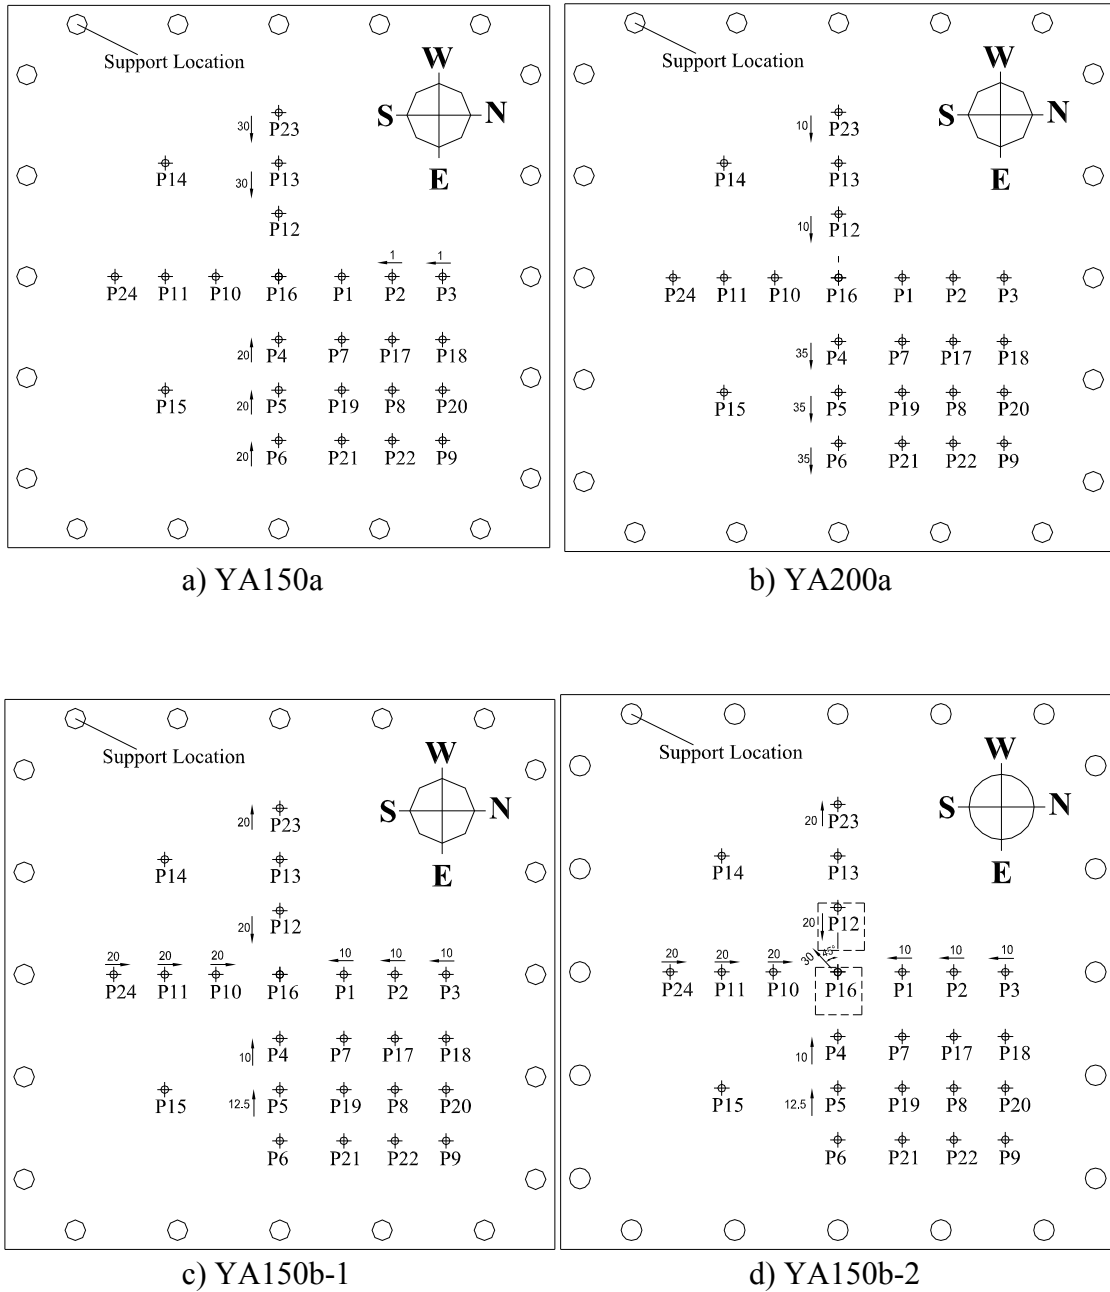 Support Location
W
S N
E
30 P23
P14 30 P13
P12
1 1
P24 P11 P10 P16 P1 P2 P3
20 P4 P7 P17 P18
P15 20 P5 P19 P8 P20
20 P6 P21 P22 P9
a) YA150a
Support Location
W
S N
E
10 P23
P14 P13
10 P12
P24 P11 P10 P16 P1 P2 P3
35 P4 P7 P17 P18
P15 35 P5 P19 P8 P20
35 P6 P21 P22 P9
b) YA200a
Support Location
W
S N
E
20 P23
P14 P13
20 P12
20 20 20 10 10 10
P24 P11 P10 P16 P1 P2 P3
10 P4 P7 P17 P18
P15 12.5 P5 P19 P8 P20
P6 P21 P22 P9
c) YA150b-1
Support Location
W
S N
E
20 P23
P14 P13
20 P12
20 20 20 30 45° 10 10 10
P24 P11 P10 P16 P1 P2 P3
10 P4 P7 P17 P18
P15 12.5 P5 P19 P8 P20
P6 P21 P22 P9
d) YA150b-2